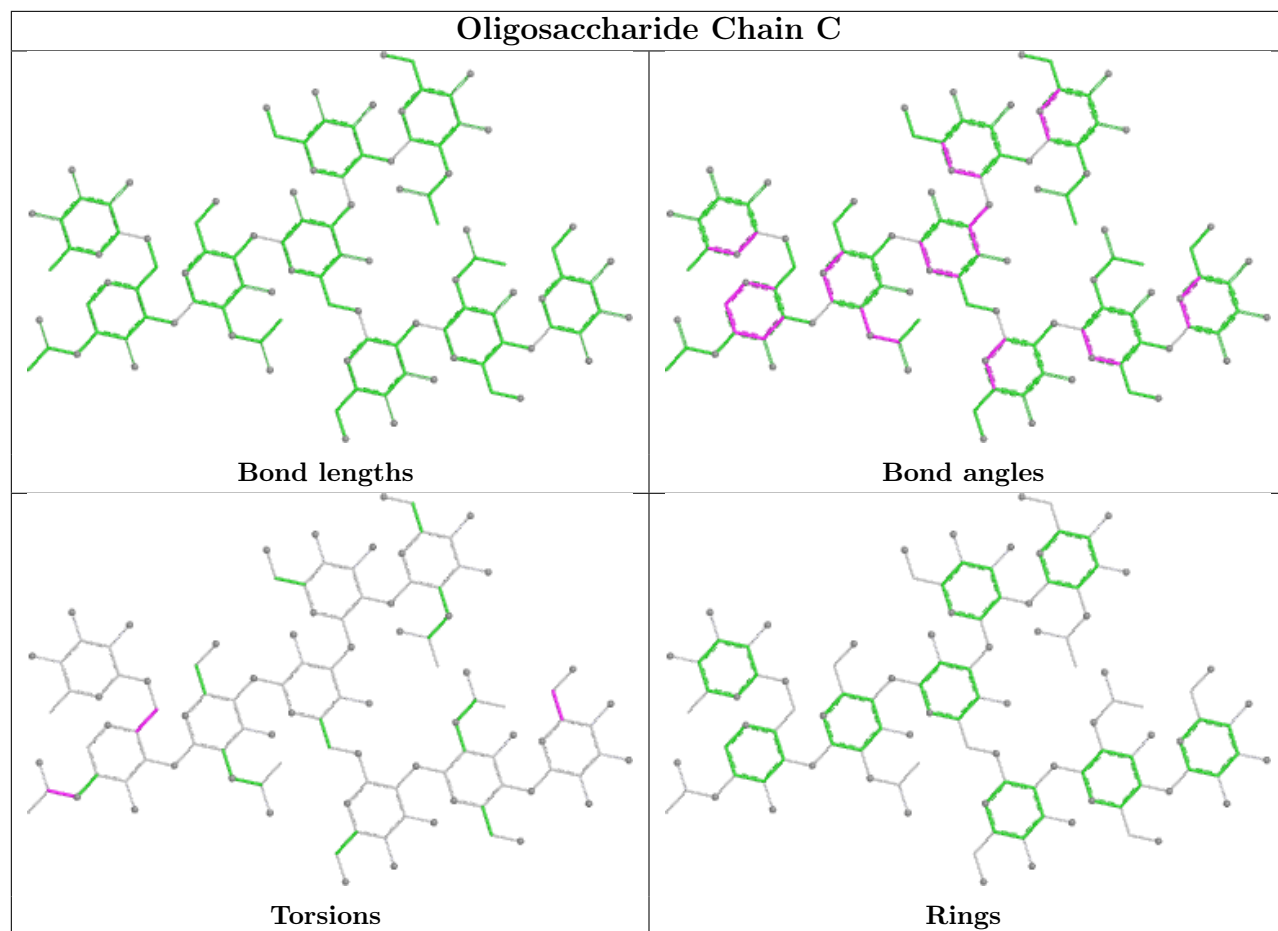 Oligosaccharide Chain C
Bond lengths
Bond angles
Torsions
Rings